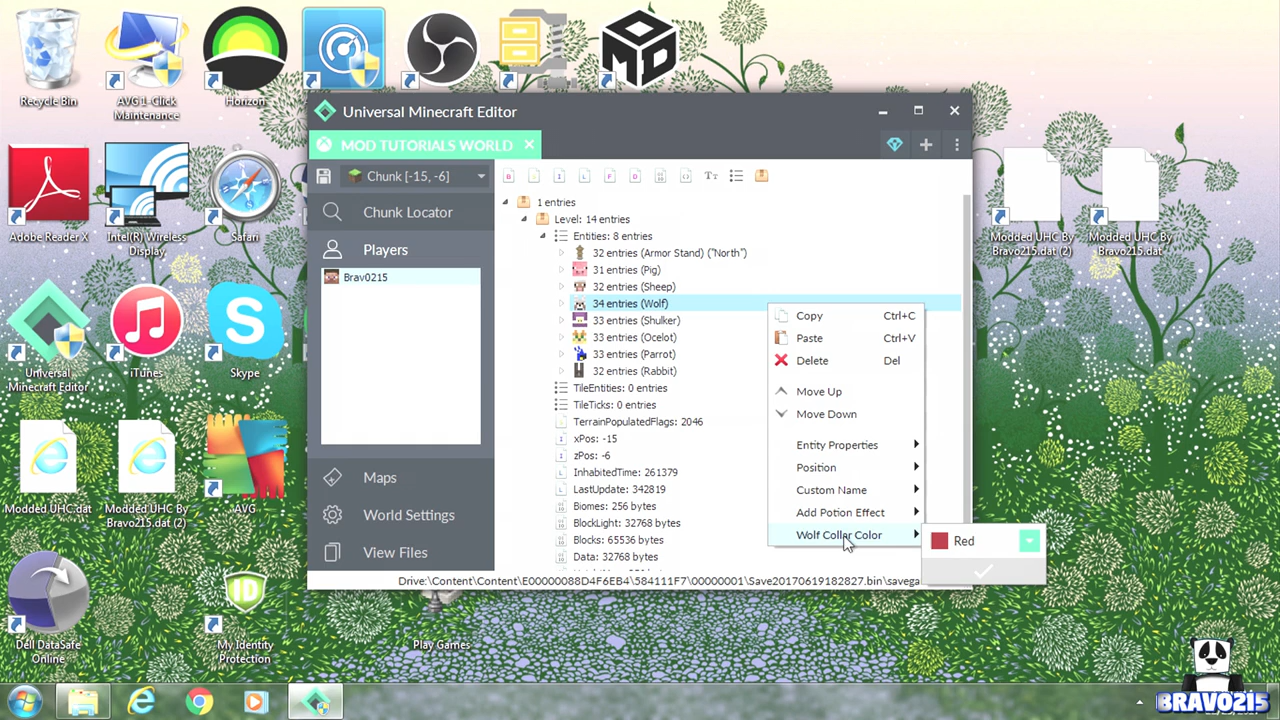 Recycle Bin
AVG 1-Click
Maintenance
Horizon
OMD
Universal Minecraft Editor
MOD TUTORIALS WORLD
Chunk [-15, -6]
Chunk Locator
Players
Brav0215
Maps
World Settings
View Files
1 entries
Level: 14 entries
Entities: 8 entries
32 entries (Armor Stand) ("North")
31 entries (Pig)
32 entries (Sheep)
34 entries (Wolf)
33 entries (Shulker)
33 entries (Ocelot)
33 entries (Parrot)
32 entries (Rabbit)
TileEntities: 0 entries
TileTicks: 0 entries
TerrainPopulatedFlags: 2046
xPos: -15
zPos: -6
InhabitedTime: 261379
LastUpdate: 342819
Biomes: 256 bytes
BlockLight: 32768 bytes
Blocks: 65536 bytes
Data: 32768 bytes
Copy Ctrl+C
Paste Ctrl+V
Delete Del
Move Up
Move Down
Entity Properties
Position
Custom Name
Add Potion Effect
Wolf Collar Color
Red
Drive:\Content\Content\E00000088D4F6EB4\584111F7\00000001\Save20170619182827.bin\savega
Adobe Reader X
Intel(R) Wireless
Display
Safari
Universal
Minecraft Editor
iTunes
Skype
Modded UHC.dat
Modded UHC By
Bravo215.dat (2)
AVG
Dell DataSafe
Online
ID
My Identity
Protection
Play Games
Modded UHC By
Bravo215.dat (2)
Modded UHC By
Bravo215.dat
BRAVO215